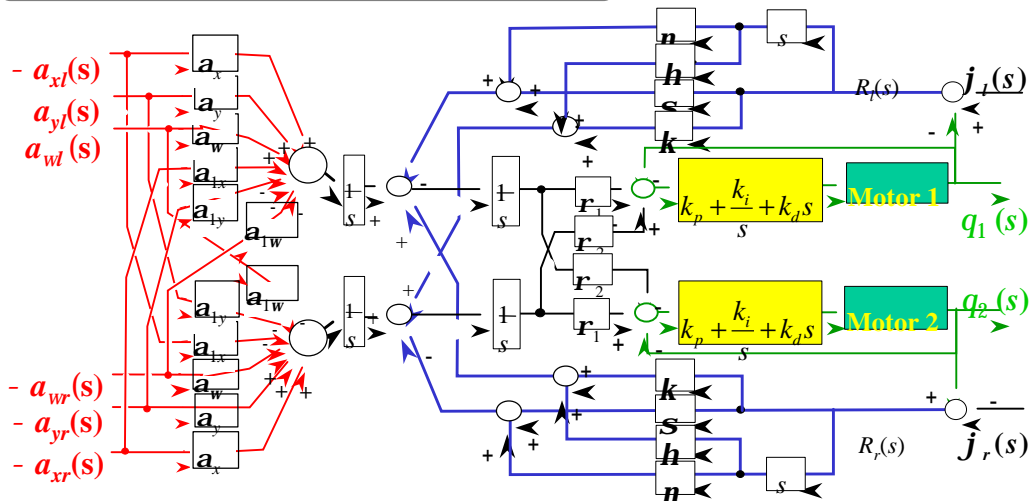 - a_xl(s)
a_yl(s)
a_wl(s)
a_x
a_y
a_w
a_1x
a_1y
a_1w
1/s
1/s
n
h
s
k
s
R_l(s)
j_l(s)
r_1
r_2
k_p + k_i/s + k_d s
Motor 1
q_1 (s)
a_1w
a_1y
a_1x
a_w
a_y
a_x
1/s
1/s
r_2
r_1
k_p + k_i/s + k_d s
Motor 2
q_2(s)
- a_wr(s)
- a_yr(s)
- a_xr(s)
k
s
h
n
s
R_r(s)
j_r(s)